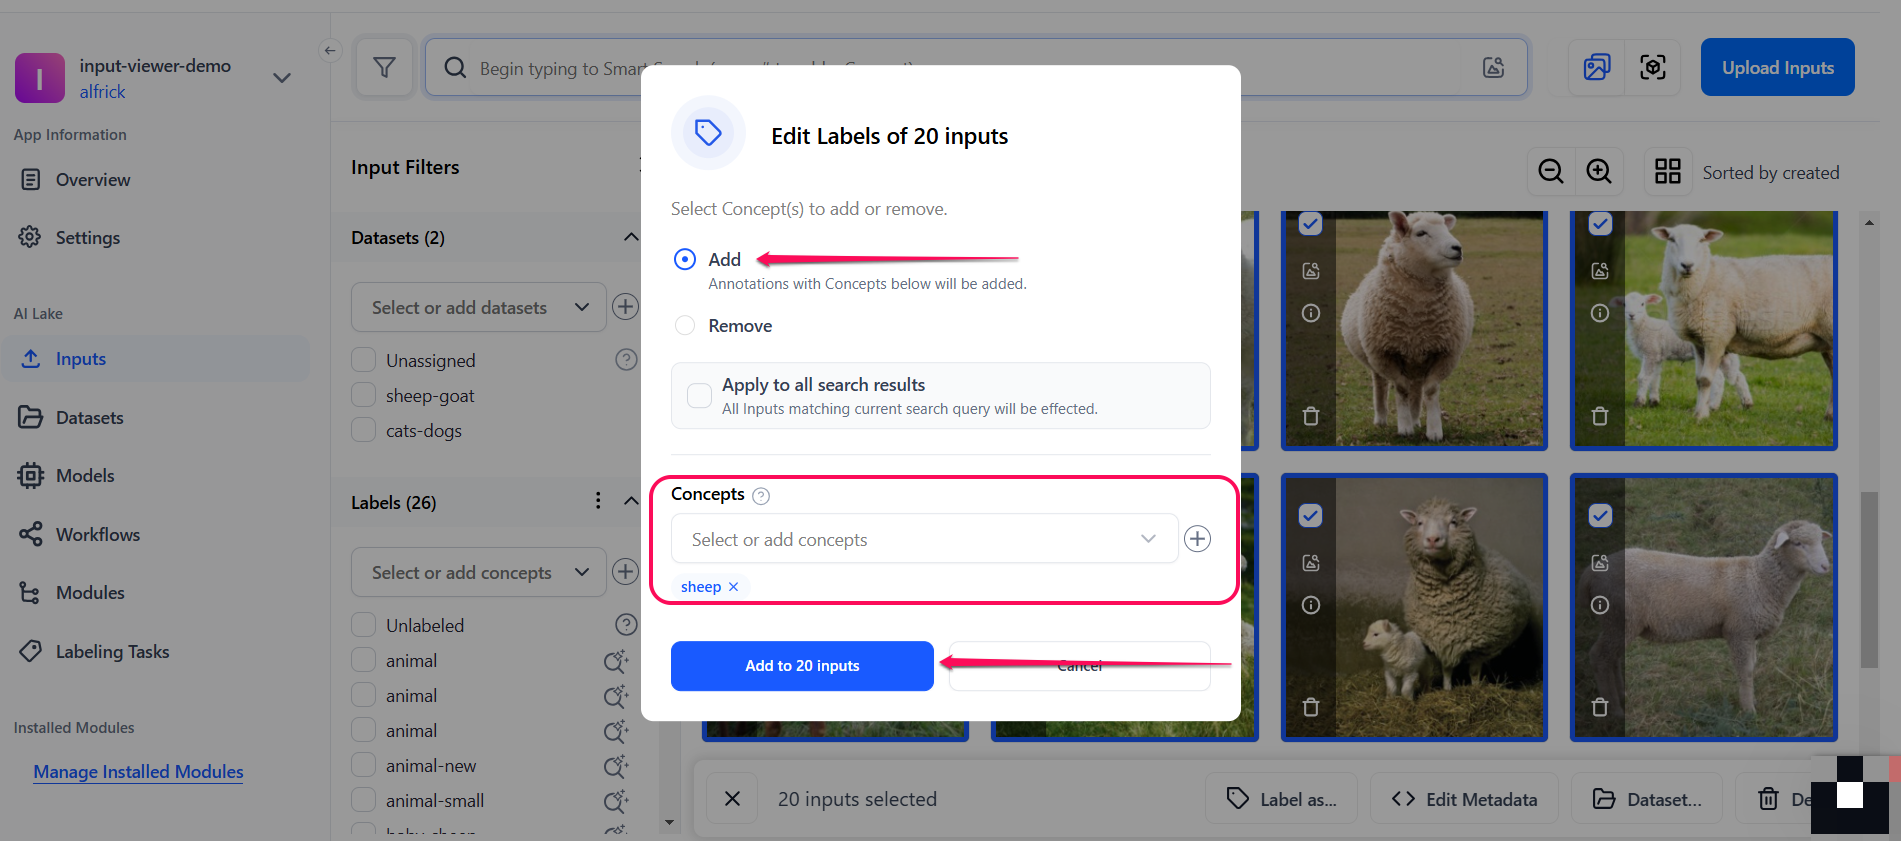 I
input-viewer-demo
alfrick
App Information
Overview
Settings
AI Lake
Inputs
Datasets
Models
Workflows
Modules
Labeling Tasks
Installed Modules
Manage Installed Modules
Begin typing to Smart
Upload Inputs
Input Filters
Datasets (2)
Select or add datasets
Unassigned
sheep-goat
cats-dogs
Labels (26)
Select or add concepts
Unlabeled
animal
animal
animal
animal-new
animal-small
Edit Labels of 20 inputs
Select Concept(s) to add or remove.
Add
Annotations with Concepts below will be added.
Remove
Apply to all search results
All Inputs matching current search query will be effected.
Concepts
Select or add concepts
sheep
Add to 20 inputs
Cancel
Sorted by created
20 inputs selected
Label as...
Edit Metadata
Dataset...